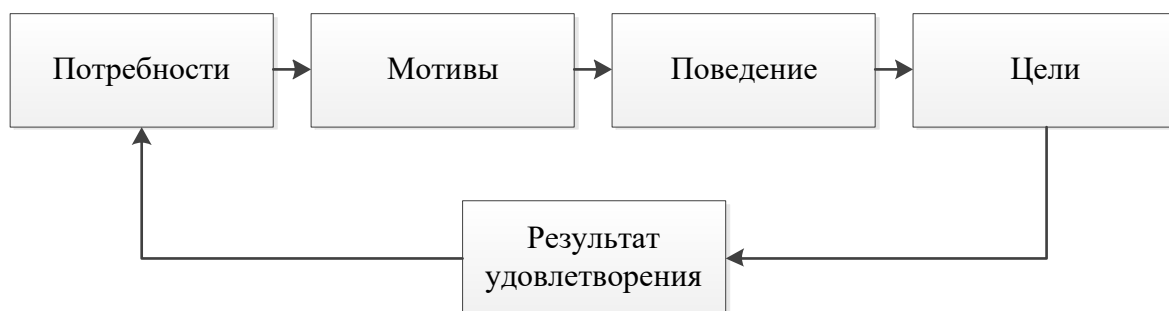 Потребности
Мотивы
Поведение
Цели
Результат
удовлетворения